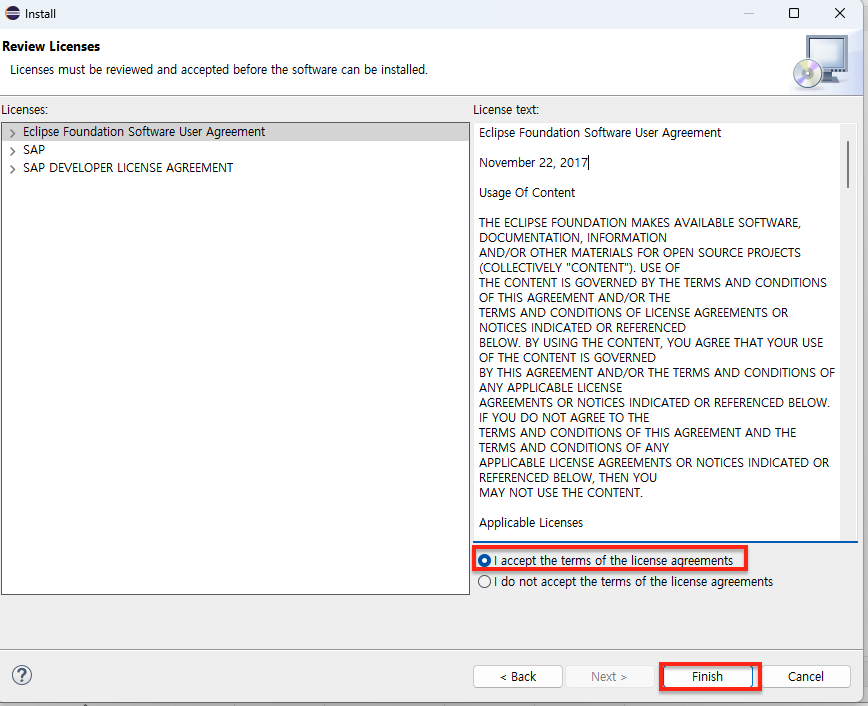 Install
Review Licenses
Licenses must be reviewed and accepted before the software can be installed.
Licenses:
Eclipse Foundation Software User Agreement
SAP
SAP DEVELOPER LICENSE AGREEMENT
License text:
Eclipse Foundation Software User Agreement
November 22, 2017
Usage Of Content
THE ECLIPSE FOUNDATION MAKES AVAILABLE SOFTWARE,
DOCUMENTATION, INFORMATION
AND/OR OTHER MATERIALS FOR OPEN SOURCE PROJECTS
(COLLECTIVELY "CONTENT"). USE OF
THE CONTENT IS GOVERNED BY THE TERMS AND CONDITIONS
OF THIS AGREEMENT AND/OR THE
TERMS AND CONDITIONS OF LICENSE AGREEMENTS OR
NOTICES INDICATED OR REFERENCED
BELOW. BY USING THE CONTENT, YOU AGREE THAT YOUR USE
OF THE CONTENT IS GOVERNED
BY THIS AGREEMENT AND/OR THE TERMS AND CONDITIONS OF
ANY APPLICABLE LICENSE
AGREEMENTS OR NOTICES INDICATED OR REFERENCED BELOW.
IF YOU DO NOT AGREE TO THE
TERMS AND CONDITIONS OF THIS AGREEMENT AND THE
TERMS AND CONDITIONS OF ANY
APPLICABLE LICENSE AGREEMENTS OR NOTICES INDICATED OR
REFERENCED BELOW, THEN YOU
MAY NOT USE THE CONTENT.
Applicable Licenses
I accept the terms of the license agreements
I do not accept the terms of the license agreements
? < Back Next > Finish Cancel